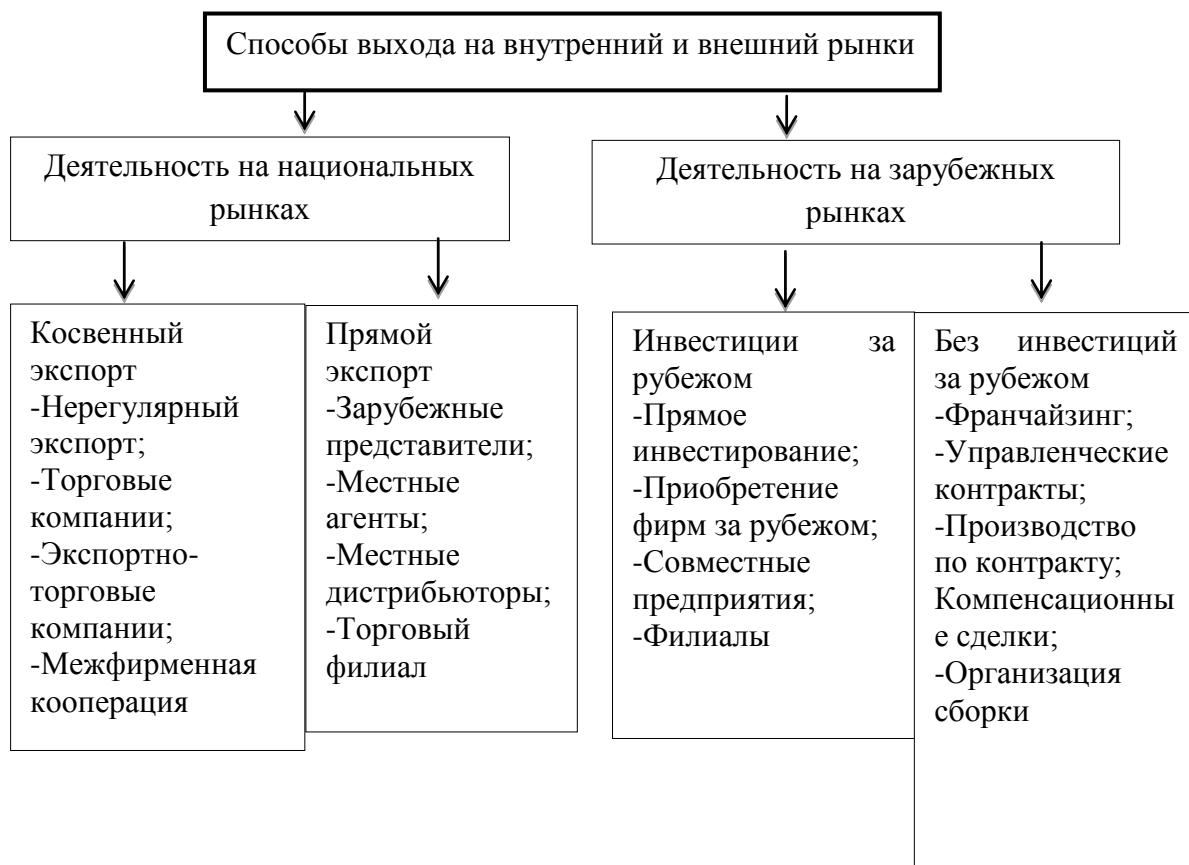 Способы выхода на внутренний и внешний рынки
Деятельность на национальных
рынках
Деятельность на зарубежных
рынках
Косвенный
экспорт
-Нерегулярный
экспорт;
-Торговые
компании;
-Экспортно-
торговые
компании;
-Межфирменная
кооперация
Прямой
экспорт
-Зарубежные
представители;
-Местные
агенты;
-Местные
дистрибьюторы;
-Торговый
филиал
Инвестиции за
рубежом
-Прямое
инвестирование;
-Приобретение
фирм за рубежом;
-Совместные
предприятия;
-Филиалы
Без инвестиций
за рубежом
-Франчайзинг;
-Управленческие
контракты;
-Производство
по контракту;
Компенсационны
е сделки;
-Организация
сборки